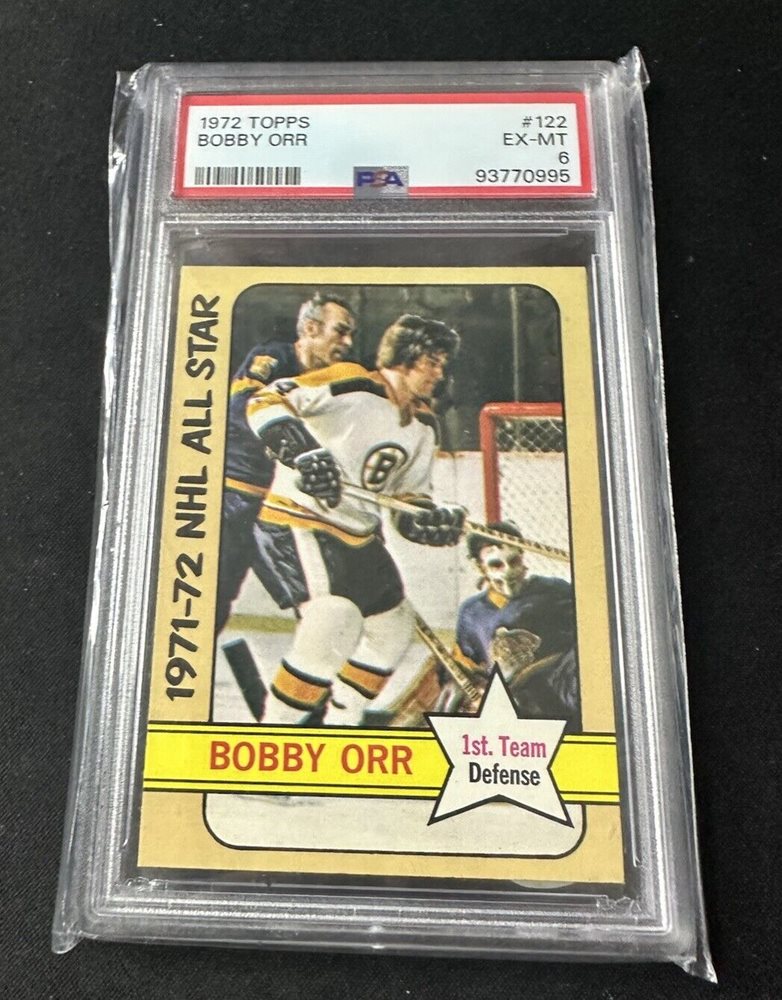 1972 TOPPS #122
BOBBY ORR EX-MT
6
PSA 93770995
1971-72 NHL ALL STAR
B
BOBBY ORR
1st. Team
Defense